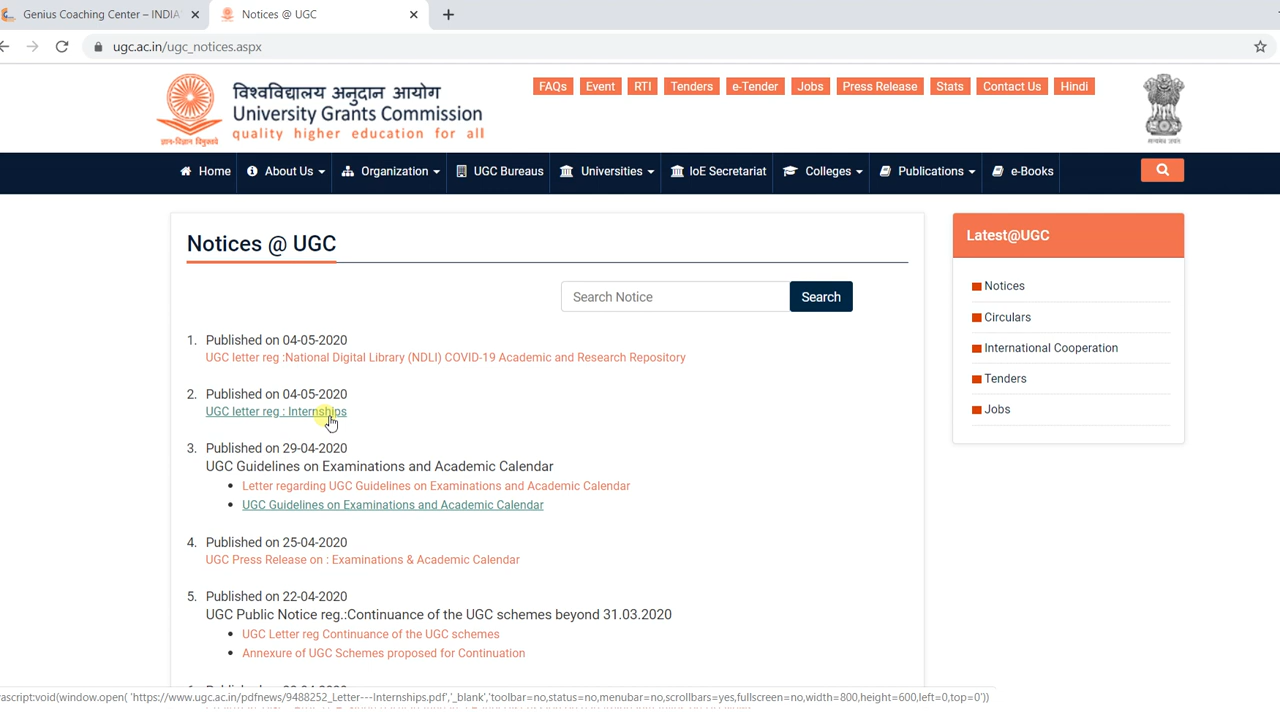 Genius Coaching Center – INDIA
Notices @ UGC
ugc.ac.in/ugc_notices.aspx
विश्वविद्यालय अनुदान आयोग
University Grants Commission
quality higher education for all
ज्ञान-विज्ञान विमुक्तये
FAQs Event RTI Tenders e-Tender Jobs Press Release Stats Contact Us Hindi
सत्यमेव जयते
Home About Us Organization UGC Bureaus Universities IoE Secretariat Colleges Publications e-Books
Notices @ UGC
Search Notice Search
1. Published on 04-05-2020
UGC letter reg :National Digital Library (NDLI) COVID-19 Academic and Research Repository
2. Published on 04-05-2020
UGC letter reg : Internships
3. Published on 29-04-2020
UGC Guidelines on Examinations and Academic Calendar
• Letter regarding UGC Guidelines on Examinations and Academic Calendar
• UGC Guidelines on Examinations and Academic Calendar
4. Published on 25-04-2020
UGC Press Release on : Examinations & Academic Calendar
5. Published on 22-04-2020
UGC Public Notice reg.:Continuance of the UGC schemes beyond 31.03.2020
• UGC Letter reg Continuance of the UGC schemes
• Annexure of UGC Schemes proposed for Continuation
Latest@UGC
Notices
Circulars
International Cooperation
Tenders
Jobs
vascript:void(window.open( 'https://www.ugc.ac.in/pdfnews/9488252_Letter---Internships.pdf','_blank','toolbar=no,status=no,menubar=no,scrollbars=yes,fullscreen=no,width=800,height=600,left=0,top=0'))